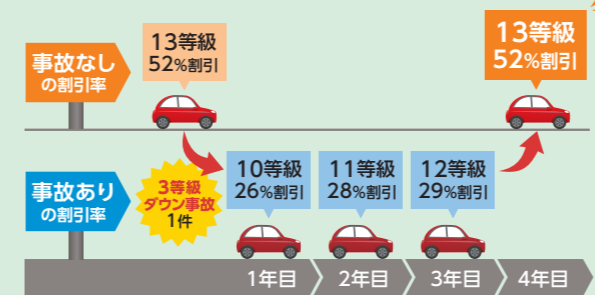 事故なし
の割引率
13等級
52%割引
13等級
52%割引
事故あり
の割引率
3等級
ダウン事故
1件
10等級
26%割引
11等級
28%割引
12等級
29%割引
1年目
2年目
3年目
4年目